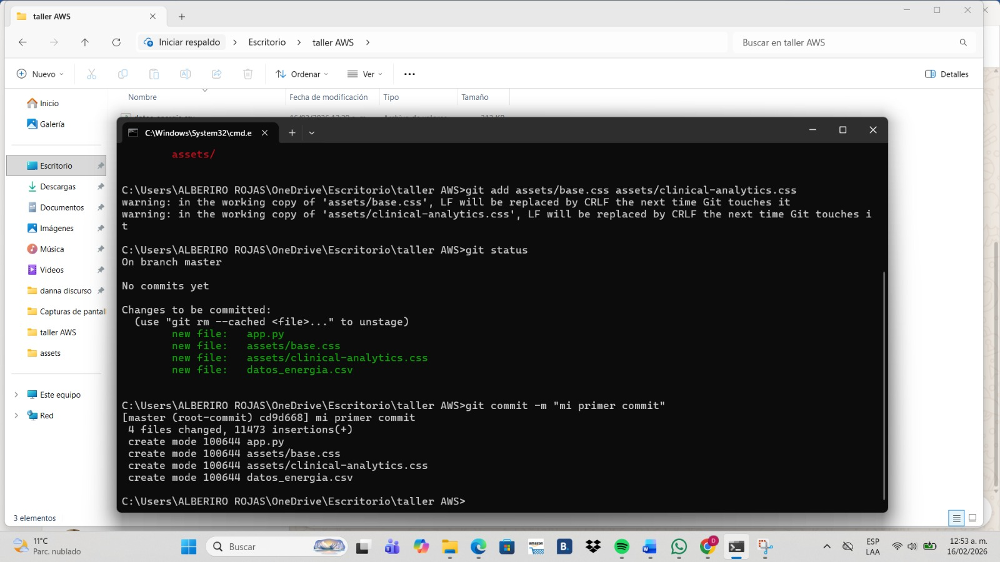 taller AWS
Iniciar respaldo
Escritorio
taller AWS
Buscar en taller AWS
Nuevo
Ordenar
Ver
Detalles
Nombre
Fecha de modificación
Tipo
Tamaño
Inicio
Galería
Escritorio
Descargas
Documentos
Imágenes
Música
Videos
danna discurso
Capturas de pantall
taller AWS
assets
Este equipo
Red
3 elementos
C:\Windows\System32\cmd.e
assets/
C:\Users\ALBERIRO ROJAS\OneDrive\Escritorio\taller AWS>git add assets/base.css assets/clinical-analytics.css
warning: in the working copy of 'assets/base.css', LF will be replaced by CRLF the next time Git touches it
warning: in the working copy of 'assets/clinical-analytics.css', LF will be replaced by CRLF the next time Git touches i
t
C:\Users\ALBERIRO ROJAS\OneDrive\Escritorio\taller AWS>git status
On branch master
No commits yet
Changes to be committed:
(use "git rm --cached <file>..." to unstage)
new file:   app.py
new file:   assets/base.css
new file:   assets/clinical-analytics.css
new file:   datos_energia.csv
C:\Users\ALBERIRO ROJAS\OneDrive\Escritorio\taller AWS>git commit -m "mi primer commit"
[master (root-commit) cd9d668] mi primer commit
4 files changed, 11473 insertions(+)
create mode 100644 app.py
create mode 100644 assets/base.css
create mode 100644 assets/clinical-analytics.css
create mode 100644 datos_energia.csv
C:\Users\ALBERIRO ROJAS\OneDrive\Escritorio\taller AWS>
11°C
Parc. nublado
Buscar
amazon
B.
D
ESP
LAA
12:53 a. m.
16/02/2026